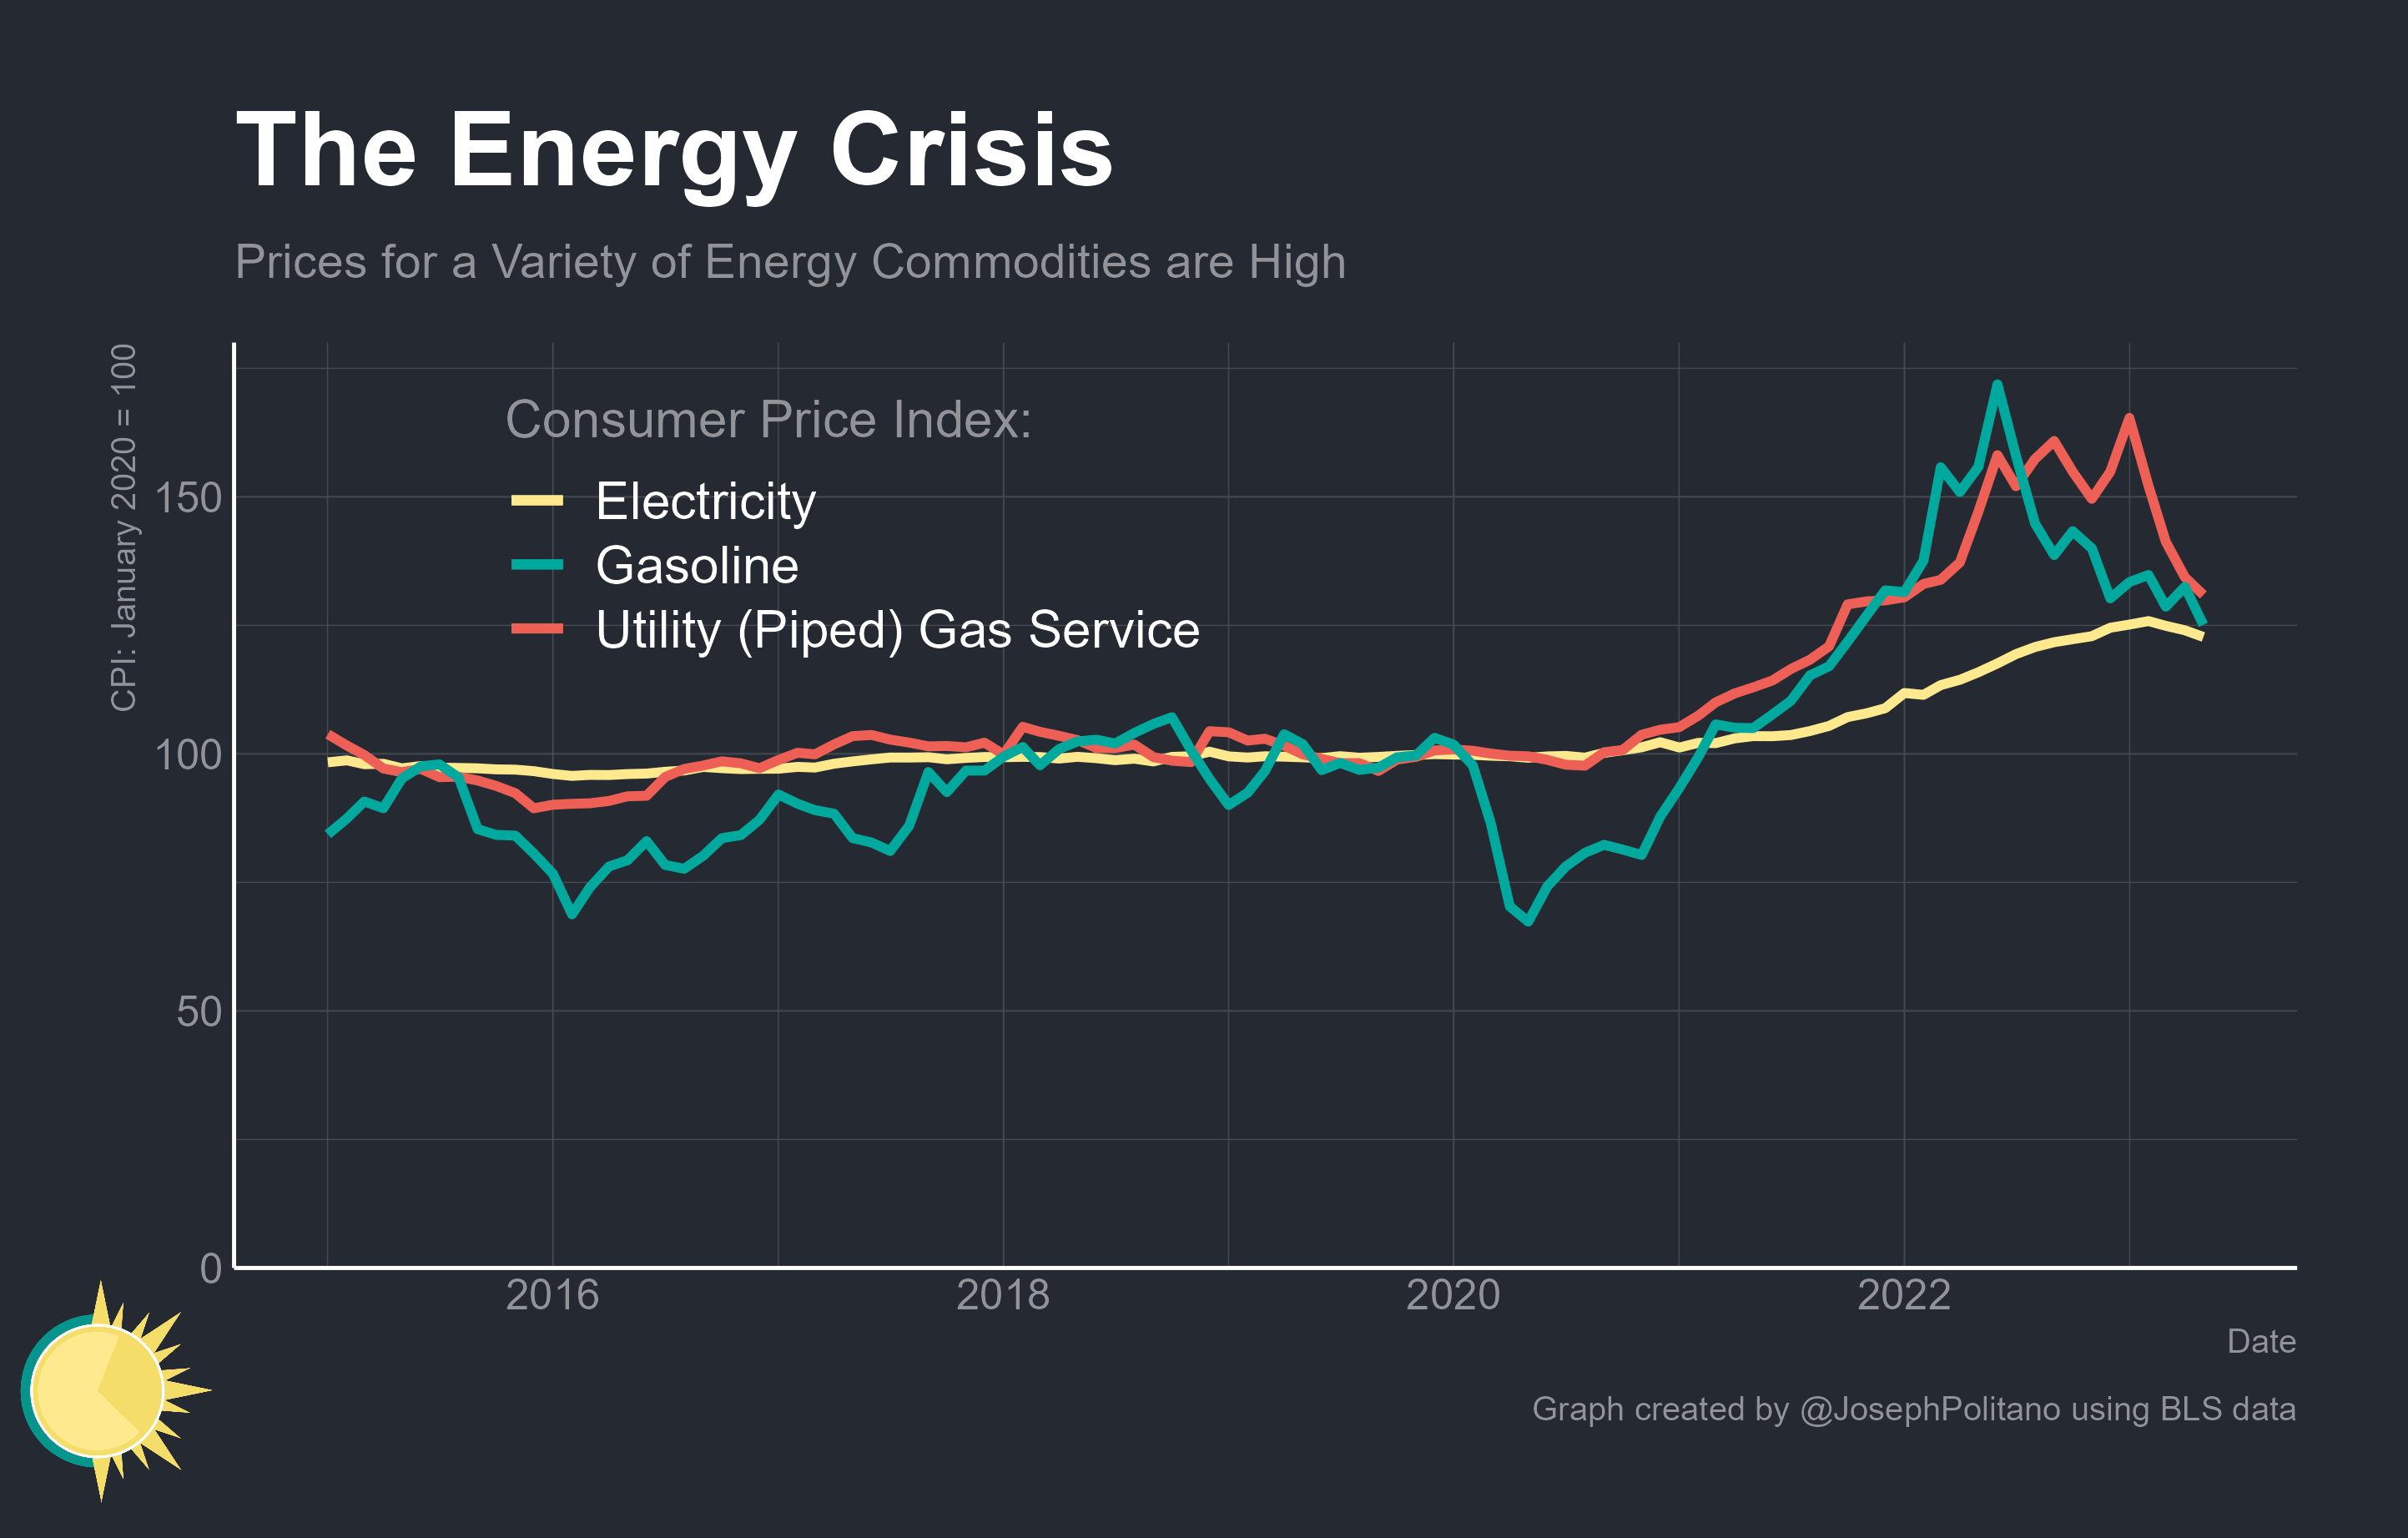 The Energy Crisis
Prices for a Variety of Energy Commodities are High
CPI: January 2020 = 100
Consumer Price Index:
Electricity
Gasoline
Utility (Piped) Gas Service
150
100
50
0
2016
2018
2020
2022
Date
Graph created by @JosephPolitano using BLS data